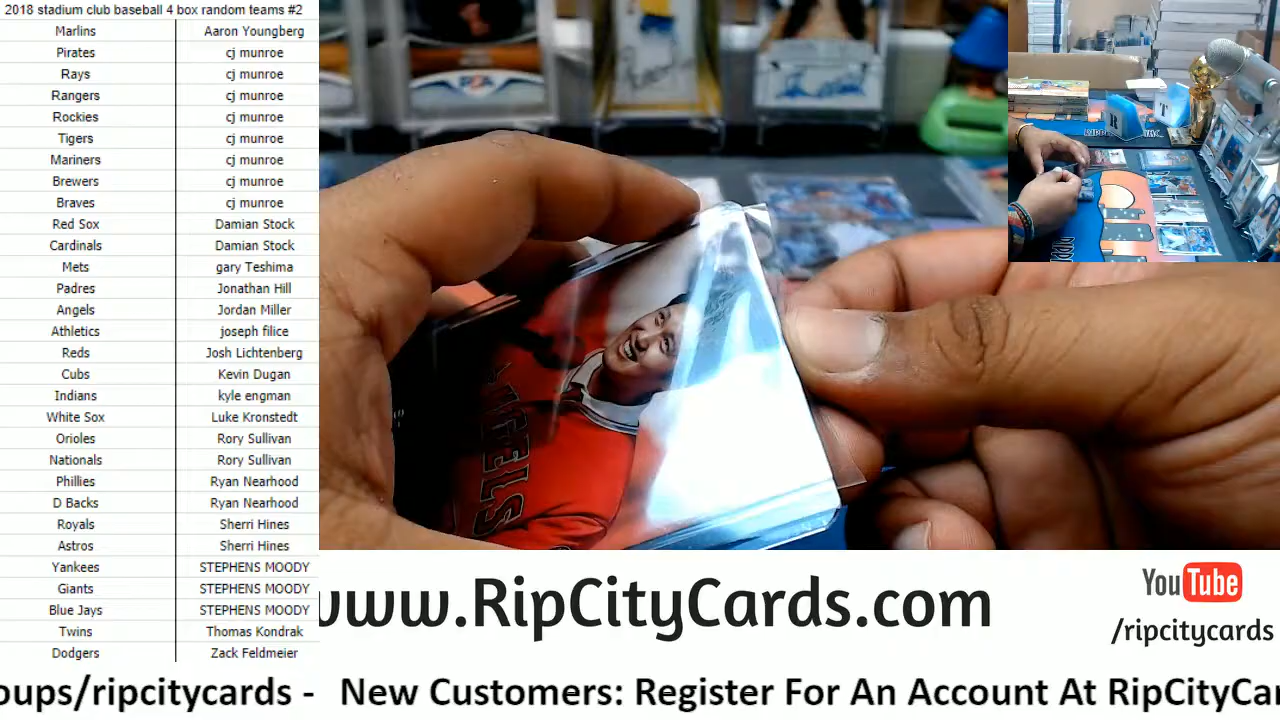 2018 stadium club baseball 4 box random teams #2
Marlins Aaron Youngberg
Pirates cj munroe
Rays cj munroe
Rangers cj munroe
Rockies cj munroe
Tigers cj munroe
Mariners cj munroe
Brewers cj munroe
Braves cj munroe
Red Sox Damian Stock
Cardinals Damian Stock
Mets gary Teshima
Padres Jonathan Hill
Angels Jordan Miller
Athletics joseph filice
Reds Josh Lichtenberg
Cubs Kevin Dugan
Indians kyle engman
White Sox Luke Kronstedt
Orioles Rory Sullivan
Nationals Rory Sullivan
Phillies Ryan Nearhood
D Backs Ryan Nearhood
Royals Sherri Hines
Astros Sherri Hines
Yankees STEPHENS MOODY
Giants STEPHENS MOODY
Blue Jays STEPHENS MOODY
Twins Thomas Kondrak
Dodgers Zack Feldmeier
ANGELS
R T
www.RipCityCards.com
YouTube
/ripcitycards
oups/ripcitycards - New Customers: Register For An Account At RipCityCar